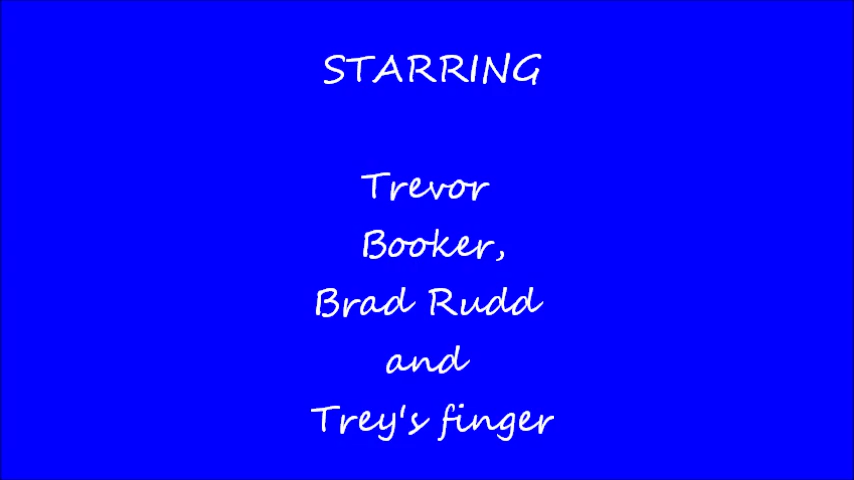 STARRING
Trevor
Booker,
Brad Rudd
and
Trey's finger